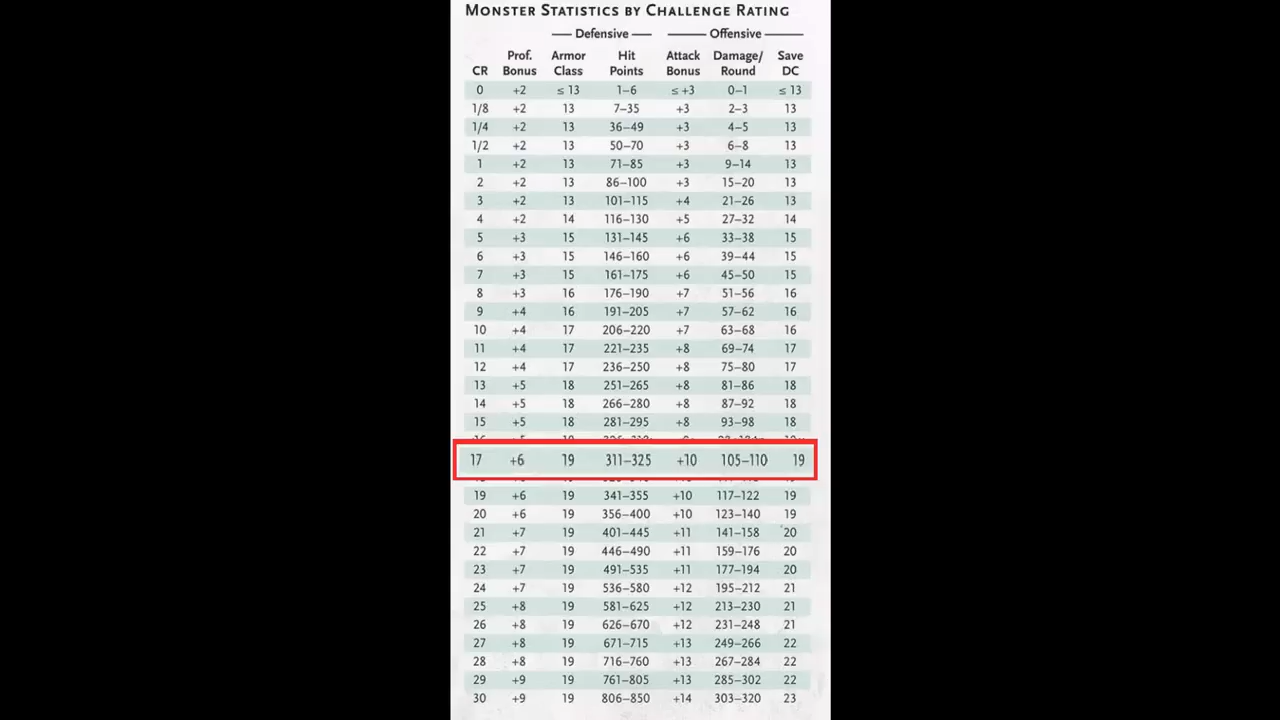 MONSTER STATISTICS BY CHALLENGE RATING
Defensive Offensive
Prof. Armor Hit Attack Damage/ Save
CR Bonus Class Points Bonus Round DC
0 +2 ≤ 13 1–6 ≤ +3 0–1 ≤ 13
1/8 +2 13 7–35 +3 2–3 13
1/4 +2 13 36–49 +3 4–5 13
1/2 +2 13 50–70 +3 6–8 13
1 +2 13 71–85 +3 9–14 13
2 +2 13 86–100 +3 15–20 13
3 +2 13 101–115 +4 21–26 13
4 +2 14 116–130 +5 27–32 14
5 +3 15 131–145 +6 33–38 15
6 +3 15 146–160 +6 39–44 15
7 +3 15 161–175 +6 45–50 15
8 +3 16 176–190 +7 51–56 16
9 +4 16 191–205 +7 57–62 16
10 +4 17 206–220 +7 63–68 16
11 +4 17 221–235 +8 69–74 17
12 +4 17 236–250 +8 75–80 17
13 +5 18 251–265 +8 81–86 18
14 +5 18 266–280 +8 87–92 18
15 +5 18 281–295 +8 93–98 18
17 +6 19 311–325 +10 105–110 19
19 +6 19 341–355 +10 117–122 19
20 +6 19 356–400 +10 123–140 19
21 +7 19 401–445 +11 141–158 20
22 +7 19 446–490 +11 159–176 20
23 +7 19 491–535 +11 177–194 20
24 +7 19 536–580 +12 195–212 21
25 +8 19 581–625 +12 213–230 21
26 +8 19 626–670 +12 231–248 21
27 +8 19 671–715 +13 249–266 22
28 +8 19 716–760 +13 267–284 22
29 +9 19 761–805 +13 285–302 22
30 +9 19 806–850 +14 303–320 23